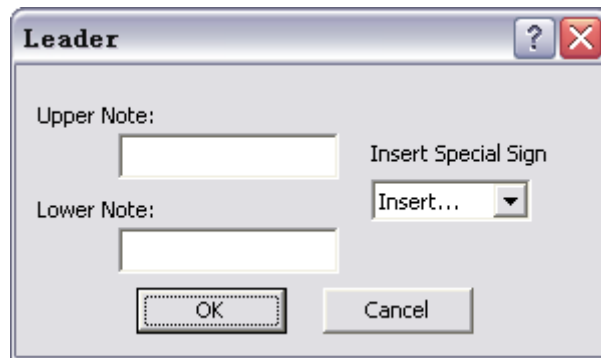 Leader
?
Upper Note:
Insert Special Sign
Insert...
Lower Note:
OK
Cancel